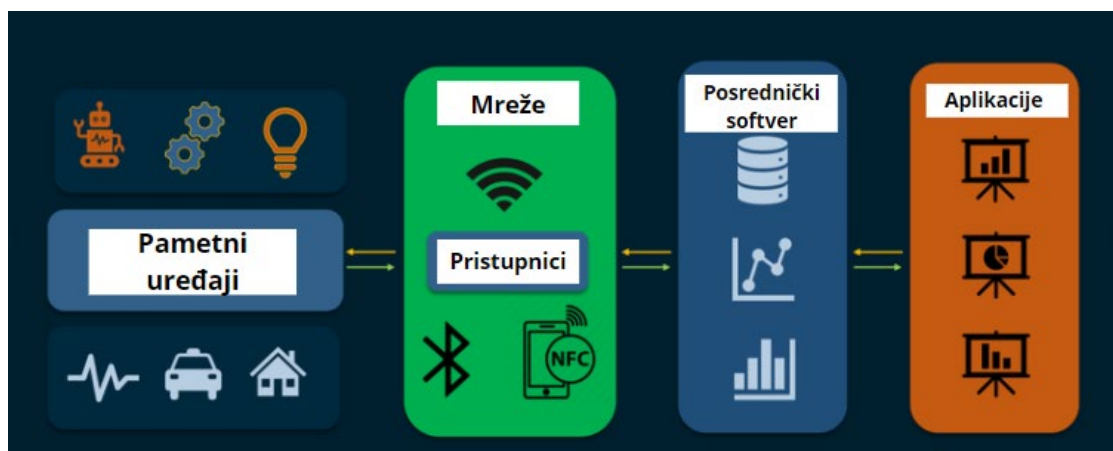 Pametni
uređaji
Mreže
Pristupnici
NFC
Posrednički
softver
Aplikacije